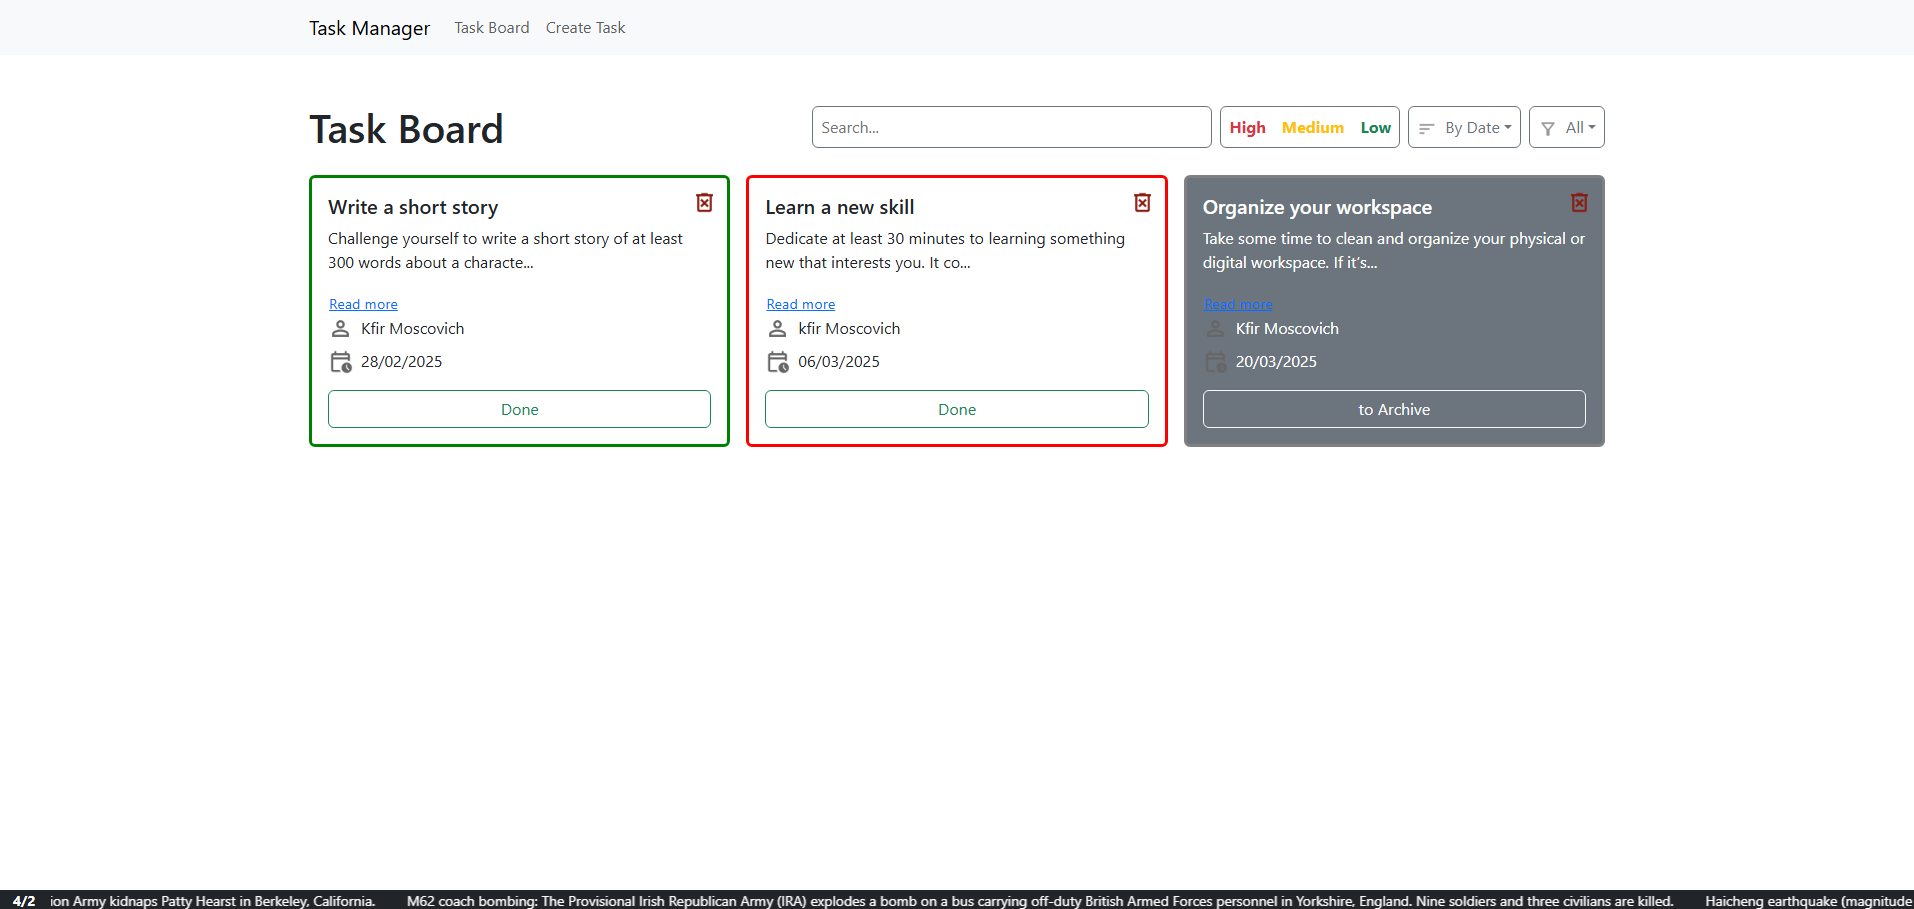 Task Manager Task Board Create Task
Task Board
Search...
High Medium Low
By Date
All
Write a short story
Challenge yourself to write a short story of at least
300 words about a characte...
Read more
Kfir Moscovich
28/02/2025
Done
Learn a new skill
Dedicate at least 30 minutes to learning something
new that interests you. It co...
Read more
kfir Moscovich
06/03/2025
Done
Organize your workspace
Take some time to clean and organize your physical or
digital workspace. If it's...
Read more
Kfir Moscovich
20/03/2025
to Archive
4/2 ion Army kidnaps Patty Hearst in Berkeley, California. M62 coach bombing: The Provisional Irish Republican Army (IRA) explodes a bomb on a bus carrying off-duty British Armed Forces personnel in Yorkshire, England. Nine soldiers and three civilians are killed. Haicheng earthquake (magnitude